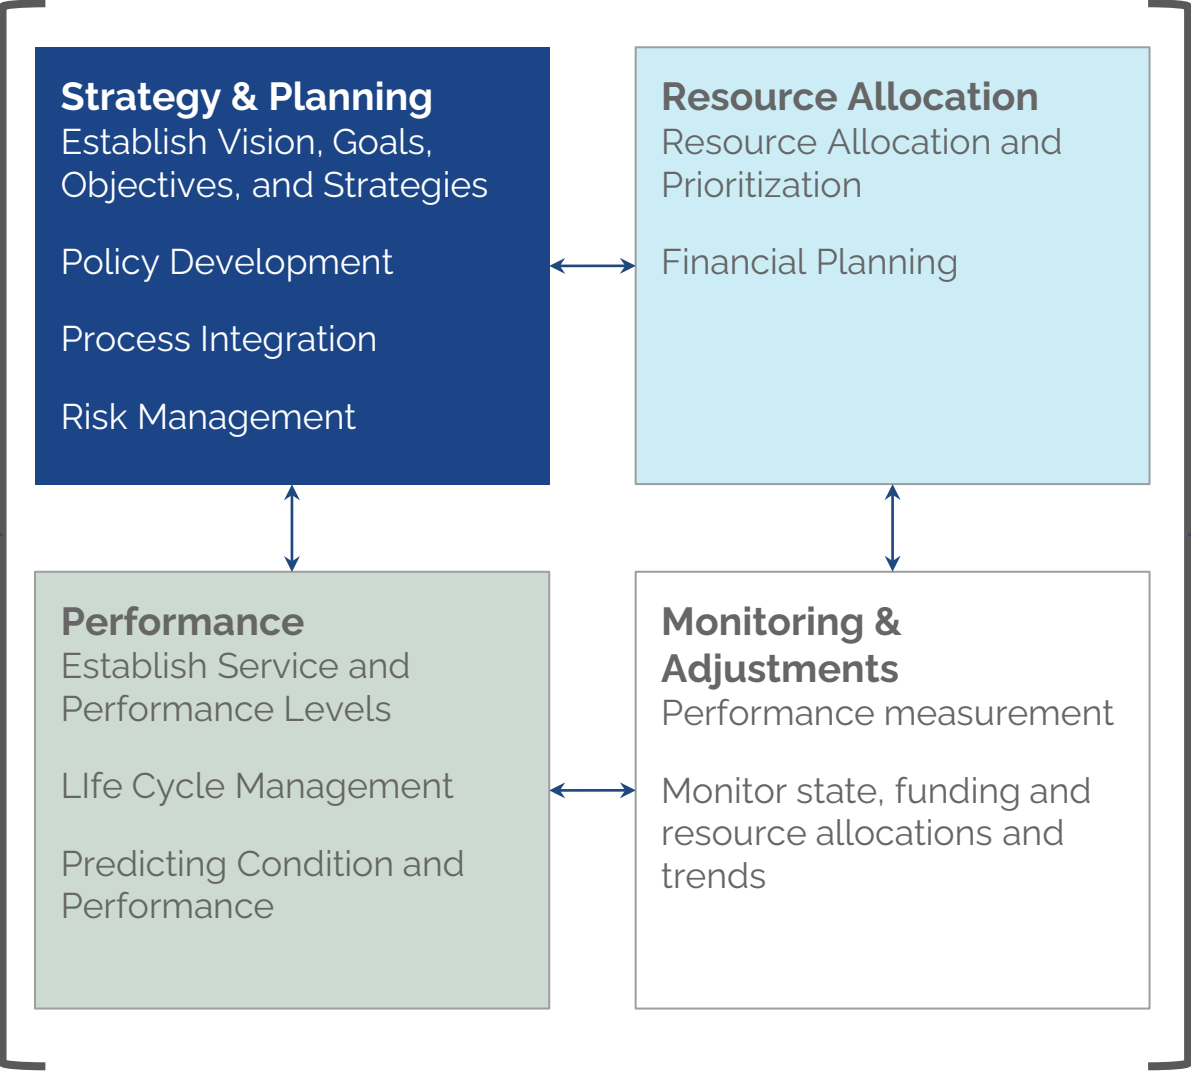 Strategy & Planning
Establish Vision, Goals,
Objectives, and Strategies
Policy Development
Process Integration
Risk Management
Resource Allocation
Resource Allocation and
Prioritization
Financial Planning
Performance
Establish Service and
Performance Levels
LIfe Cycle Management
Predicting Condition and
Performance
Monitoring &
Adjustments
Performance measurement
Monitor state, funding and
resource allocations and
trends